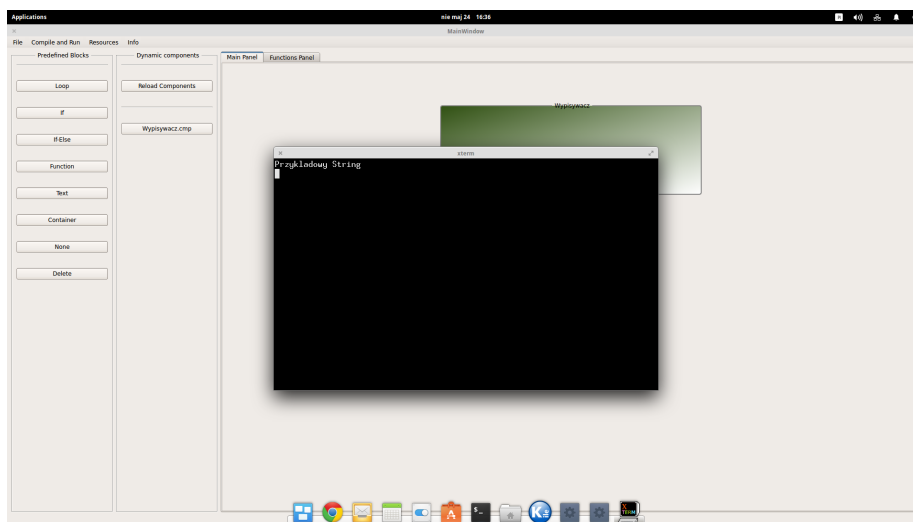 Applications
nie maj 24 16:36
MainWindow
File Compile and Run Resources Info
Predefined Blocks
Loop
If
If-Else
Function
Text
Container
None
Delete
Dynamic components
Reload Components
Wypisywacz.cmp
Main Panel Functions Panel
Wypisywacz
xterm
Przykladowy String
A
$_
X
TERM